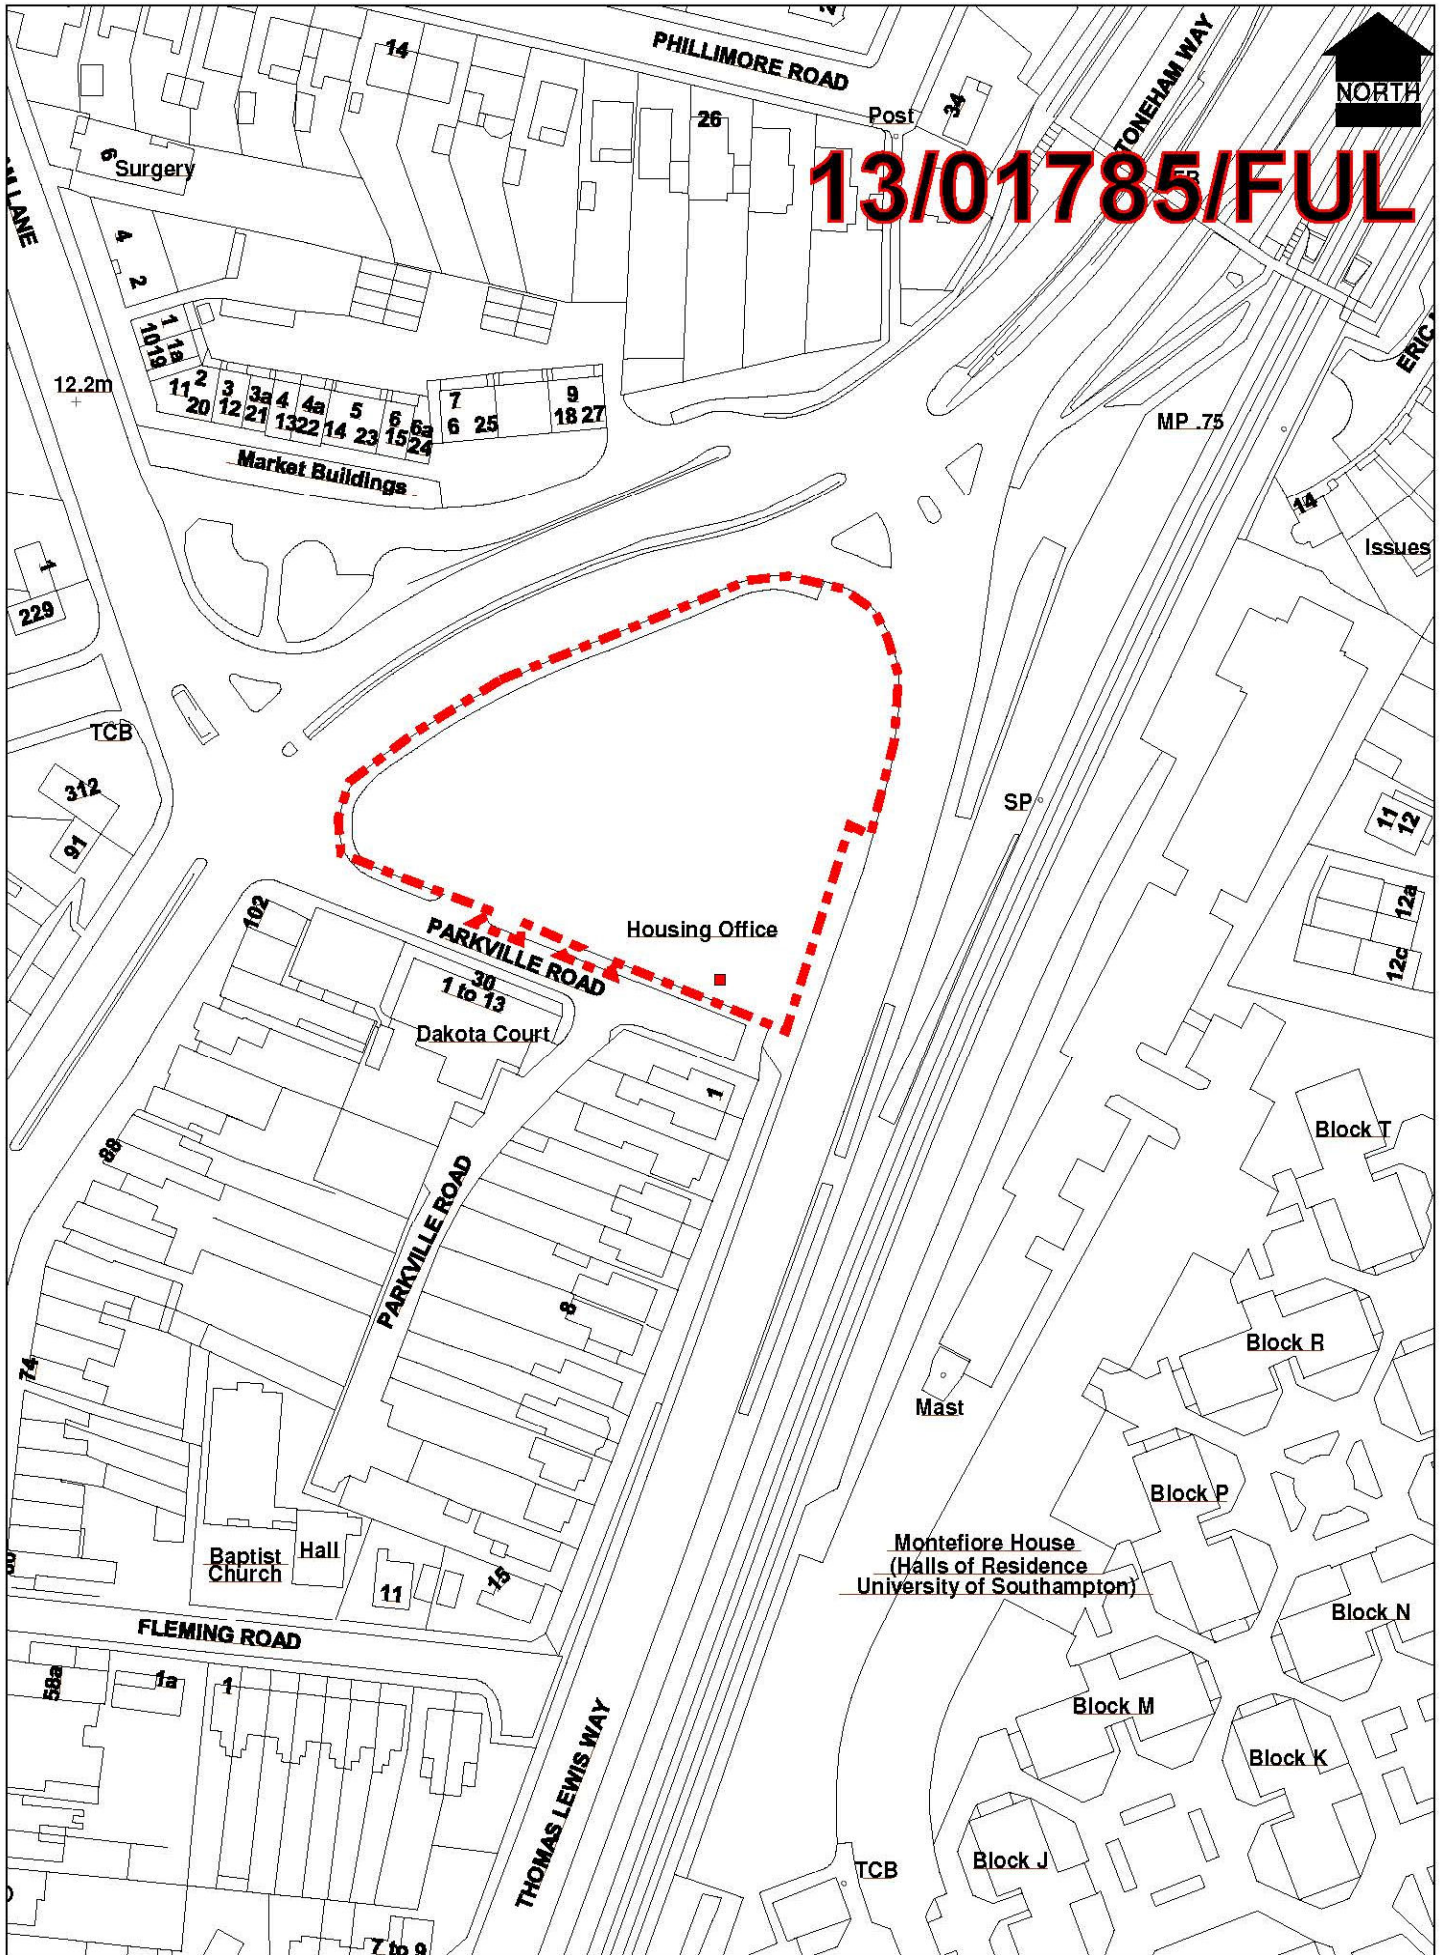 PHILLIMORE ROAD
14
STONEHAM WAY
NORTH
26
Post
34
6
Surgery
13/01785/FUL
FB
M LANE
4
2
1
10
19
1a
12.2m
11
2
20
3
12
3a
21
4
13
4a
22
5
14
23
6
15
6a
24
7
6
25
9
18
27
MP .75
Market Buildings
14
Issues
1
229
TCB
312
91
SP
11
12
12a
12c
102
PARKVILLE ROAD
Housing Office
30
1 to 13
Dakota Court
1
Block T
88
PARKVILLE ROAD
8
Block R
74
Mast
Block P
Montefiore House
(Halls of Residence
University of Southampton)
Baptist
Church
Hall
11
15
Block N
FLEMING ROAD
58a
1a
1
Block M
Block K
THOMAS LEWIS WAY
Block J
TCB
7 to 9